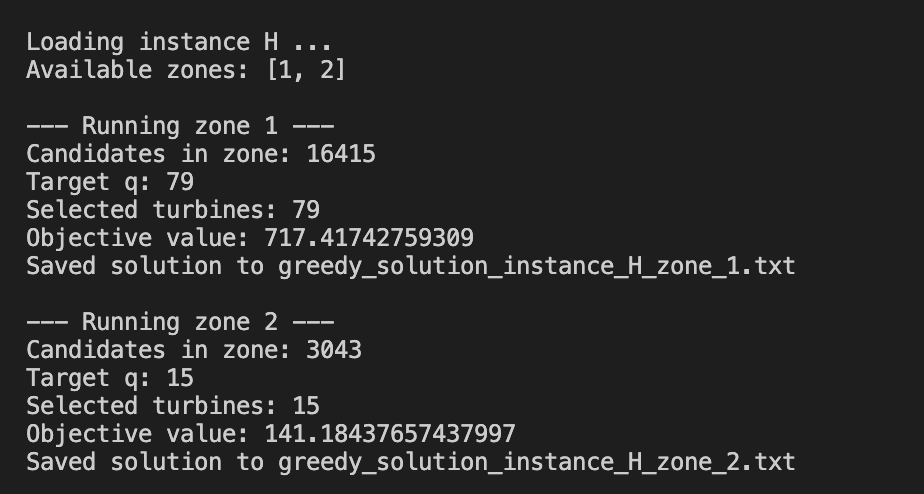 Loading instance H ...
Available zones: [1, 2]
--- Running zone 1 ---
Candidates in zone: 16415
Target q: 79
Selected turbines: 79
Objective value: 717.41742759309
Saved solution to greedy_solution_instance_H_zone_1.txt
--- Running zone 2 ---
Candidates in zone: 3043
Target q: 15
Selected turbines: 15
Objective value: 141.18437657437997
Saved solution to greedy_solution_instance_H_zone_2.txt